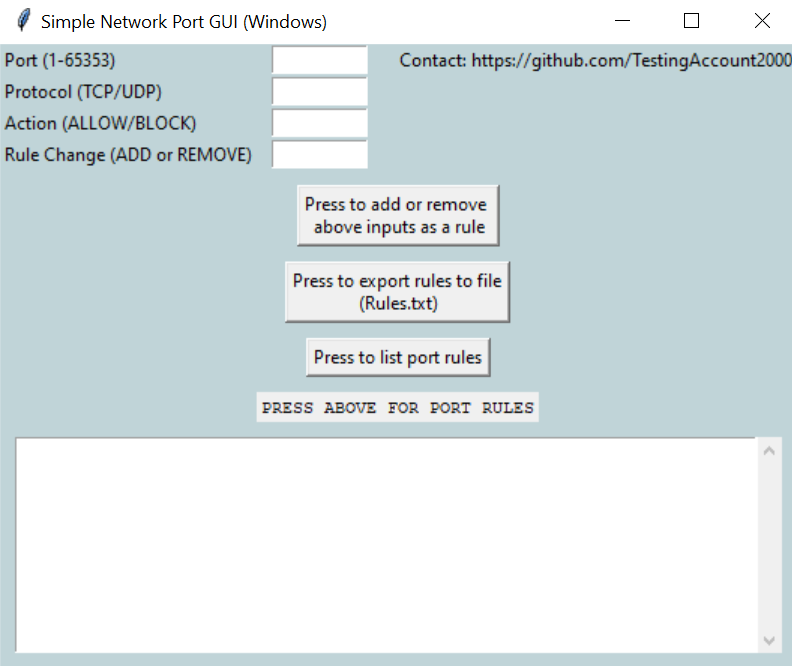 Simple Network Port GUI (Windows)
Port (1-65353)
Contact: https://github.com/TestingAccount2000
Protocol (TCP/UDP)
Action (ALLOW/BLOCK)
Rule Change (ADD or REMOVE)
Press to add or remove
above inputs as a rule
Press to export rules to file
(Rules.txt)
Press to list port rules
PRESS ABOVE FOR PORT RULES